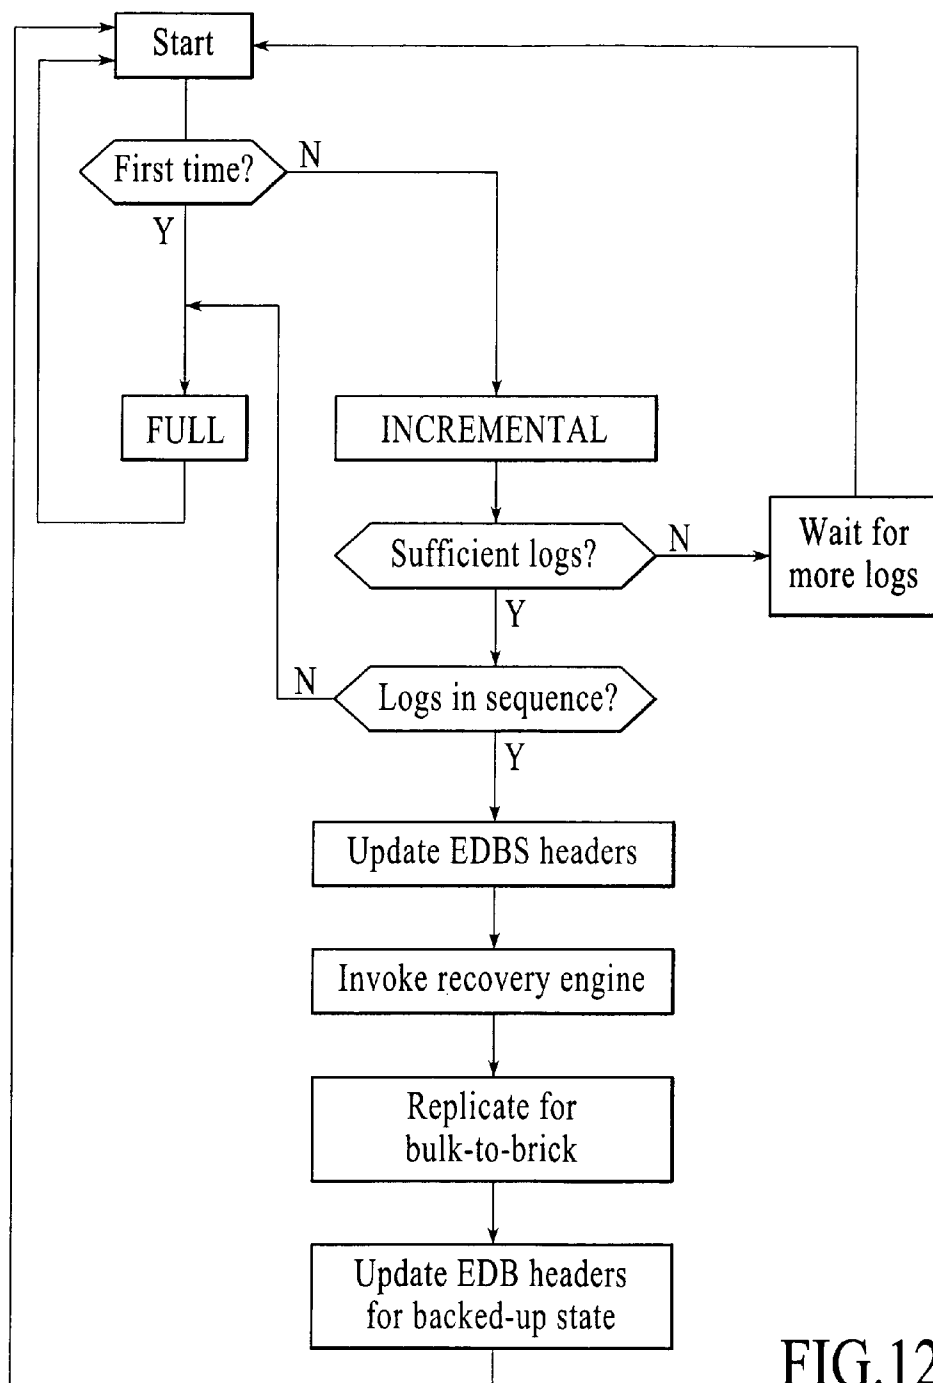 Start
First time?
N
Y
FULL
INCREMENTAL
Sufficient logs?
N
Wait for
more logs
Y
Logs in sequence?
N
Y
Update EDBS headers
Invoke recovery engine
Replicate for
bulk-to-brick
Update EDB headers
for backed-up state
FIG.12